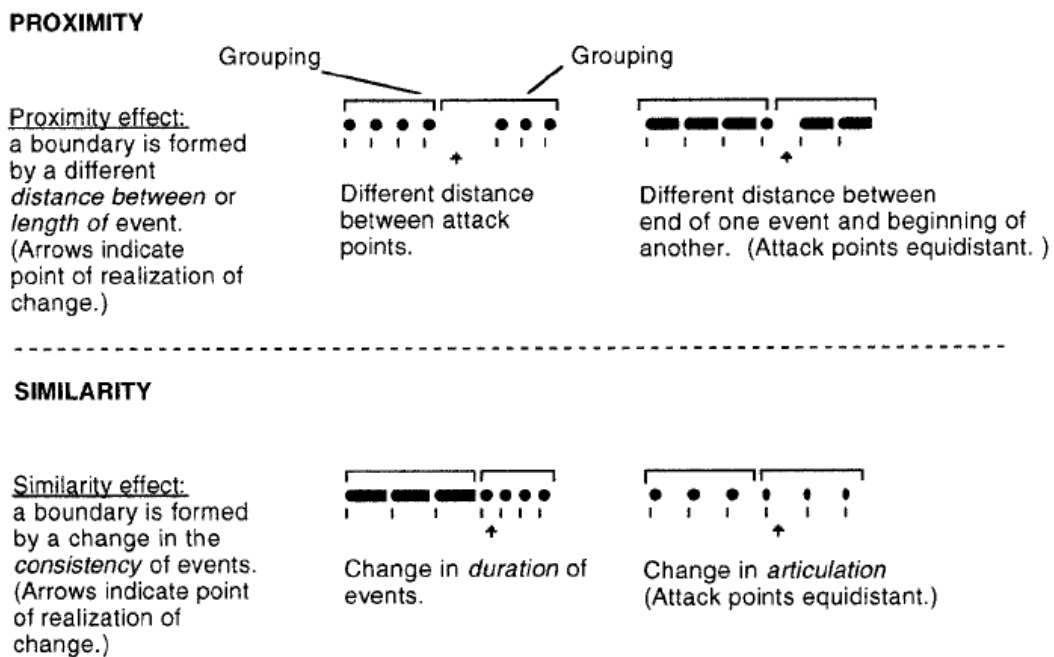 PROXIMITY
Grouping
Grouping
Proximity effect:
a boundary is formed
by a different
distance between or
length of event.
(Arrows indicate
point of realization of
change.)
Different distance
between attack
points.
Different distance between
end of one event and beginning of
another. (Attack points equidistant. )
SIMILARITY
Similarity effect:
a boundary is formed
by a change in the
consistency of events.
(Arrows indicate point
of realization of
change.)
Change in duration of
events.
Change in articulation
(Attack points equidistant.)